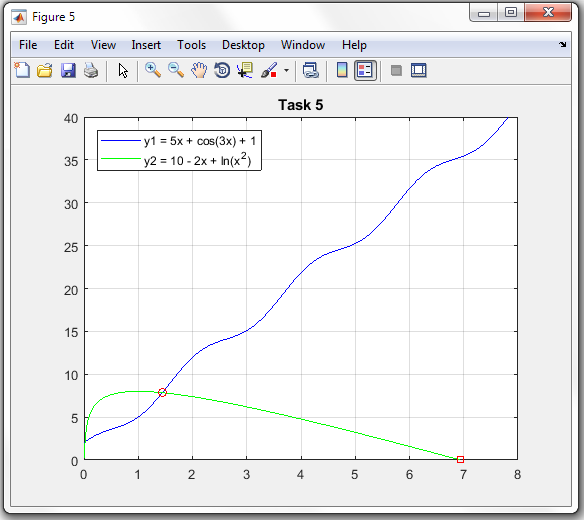 Figure 5
File Edit View Insert Tools Desktop Window Help
Task 5
y1 = 5x + cos(3x) + 1
y2 = 10 - 2x + ln(x²)
40
35
30
25
20
15
10
5
0
0 1 2 3 4 5 6 7 8